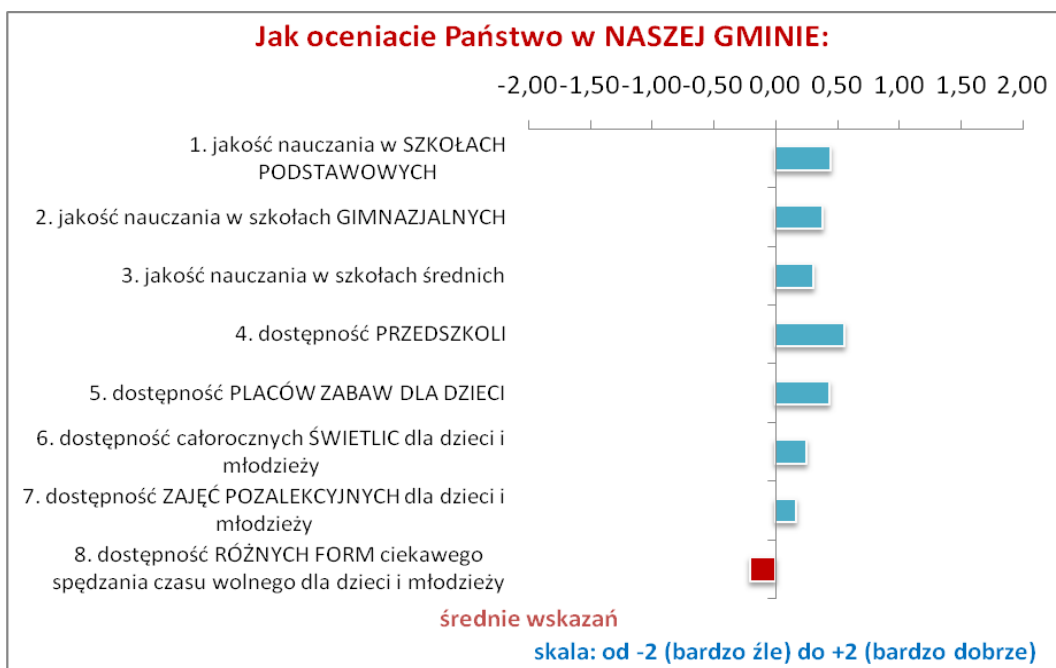 Jak oceniacie Państwo w NASZEJ GMINIE:
-2,00 -1,50 -1,00 -0,50 0,00 0,50 1,00 1,50 2,00
1. jakość nauczania w SZKOŁACH
PODSTAWOWYCH
2. jakość nauczania w szkołach GIMNAZJALNYCH
3. jakość nauczania w szkołach średnich
4. dostępność PRZEDSZKOLI
5. dostępność PLACÓW ZABAW DLA DZIECI
6. dostępność całorocznych ŚWIETLIC dla dzieci i
młodzieży
7. dostępność ZAJĘĆ POZALEKCYJNYCH dla dzieci i
młodzieży
8. dostępność RÓŻNYCH FORM ciekawego
spędzania czasu wolnego dla dzieci i młodzieży
średnie wskazań
skala: od -2 (bardzo źle) do +2 (bardzo dobrze)